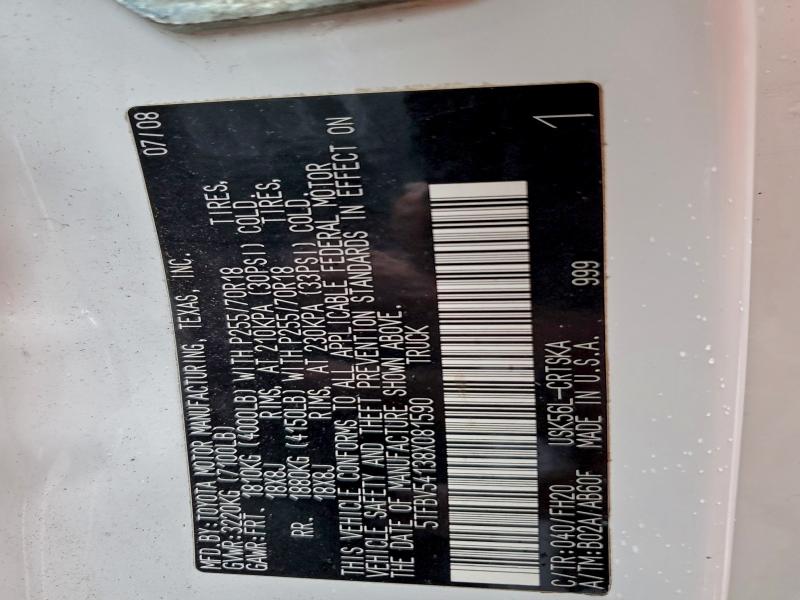 MFD.BY:TOYOTA MOTOR MANUFACTURING, TEXAS, INC. 07/08
GVWR:3220KG (7100LB)
GAWR:FRT. 1810KG (4000LB) WITH P255/70R18 TIRES,
18X8J RIMS, AT 210KPA (30PSI) COLD.
RR. 1880KG (4150LB) WITH P255/70R18 TIRES,
18X8J RIMS, AT 230KPA (33PSI) COLD.
THIS VEHICLE CONFORMS TO ALL APPLICABLE FEDERAL MOTOR
VEHICLE SAFETY AND THEFT PREVENTION STANDARDS IN EFFECT ON
THE DATE OF MANUFACTURE SHOWN ABOVE.
5TFBV54138X081590 TRUCK
C/TR:040/FH20 USK56L-CRTSKA 1
A/TM:B02A/AB60F MADE IN U.S.A. 999